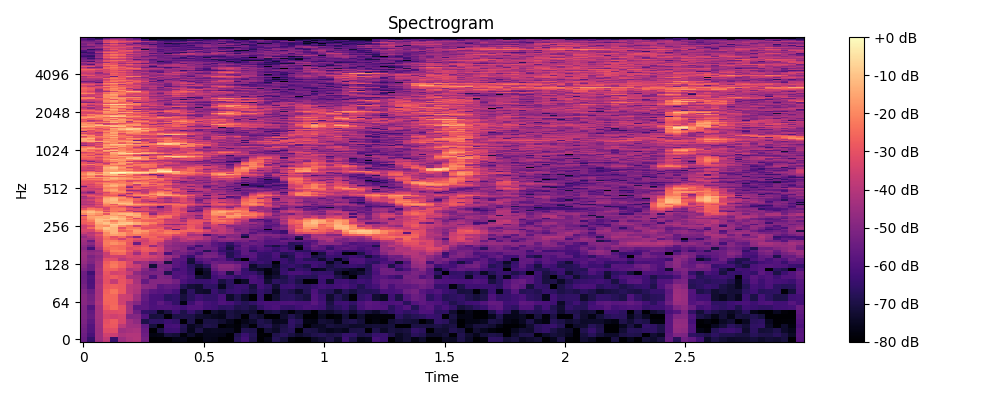 Spectrogram
Hz
4096
2048
1024
512
256
128
64
0
0
0.5
1
1.5
2
2.5
Time
+0 dB
-10 dB
-20 dB
-30 dB
-40 dB
-50 dB
-60 dB
-70 dB
-80 dB